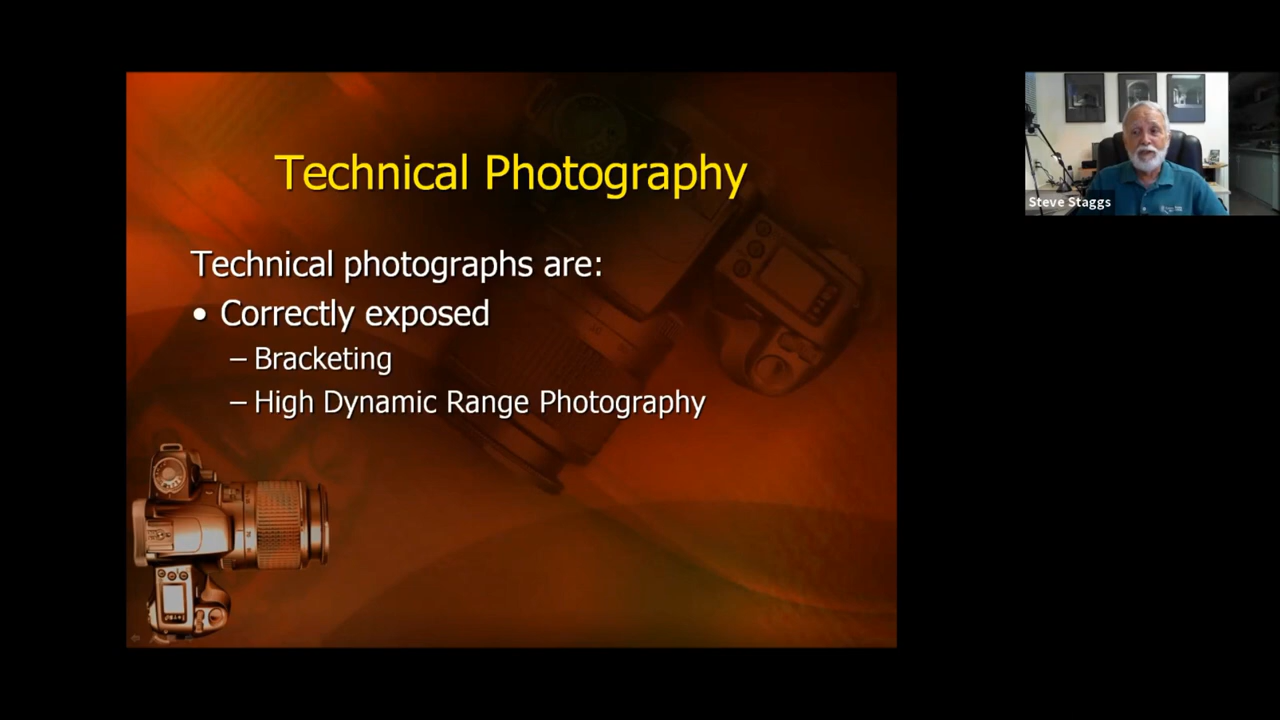 Technical Photography
Technical photographs are:
• Correctly exposed
– Bracketing
– High Dynamic Range Photography
Steve Staggs